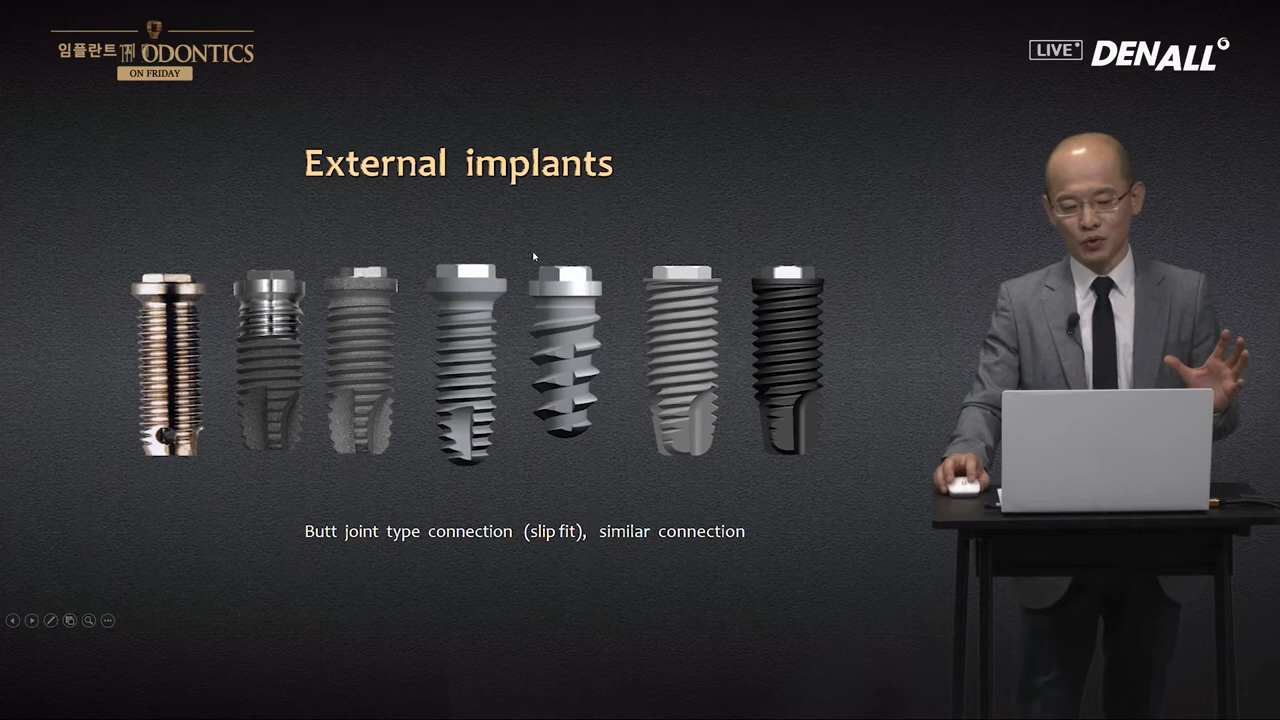 임플란트 ODONTICS
ON FRIDAY
LIVE
DENALL
External implants
Butt joint type connection (slip fit), similar connection